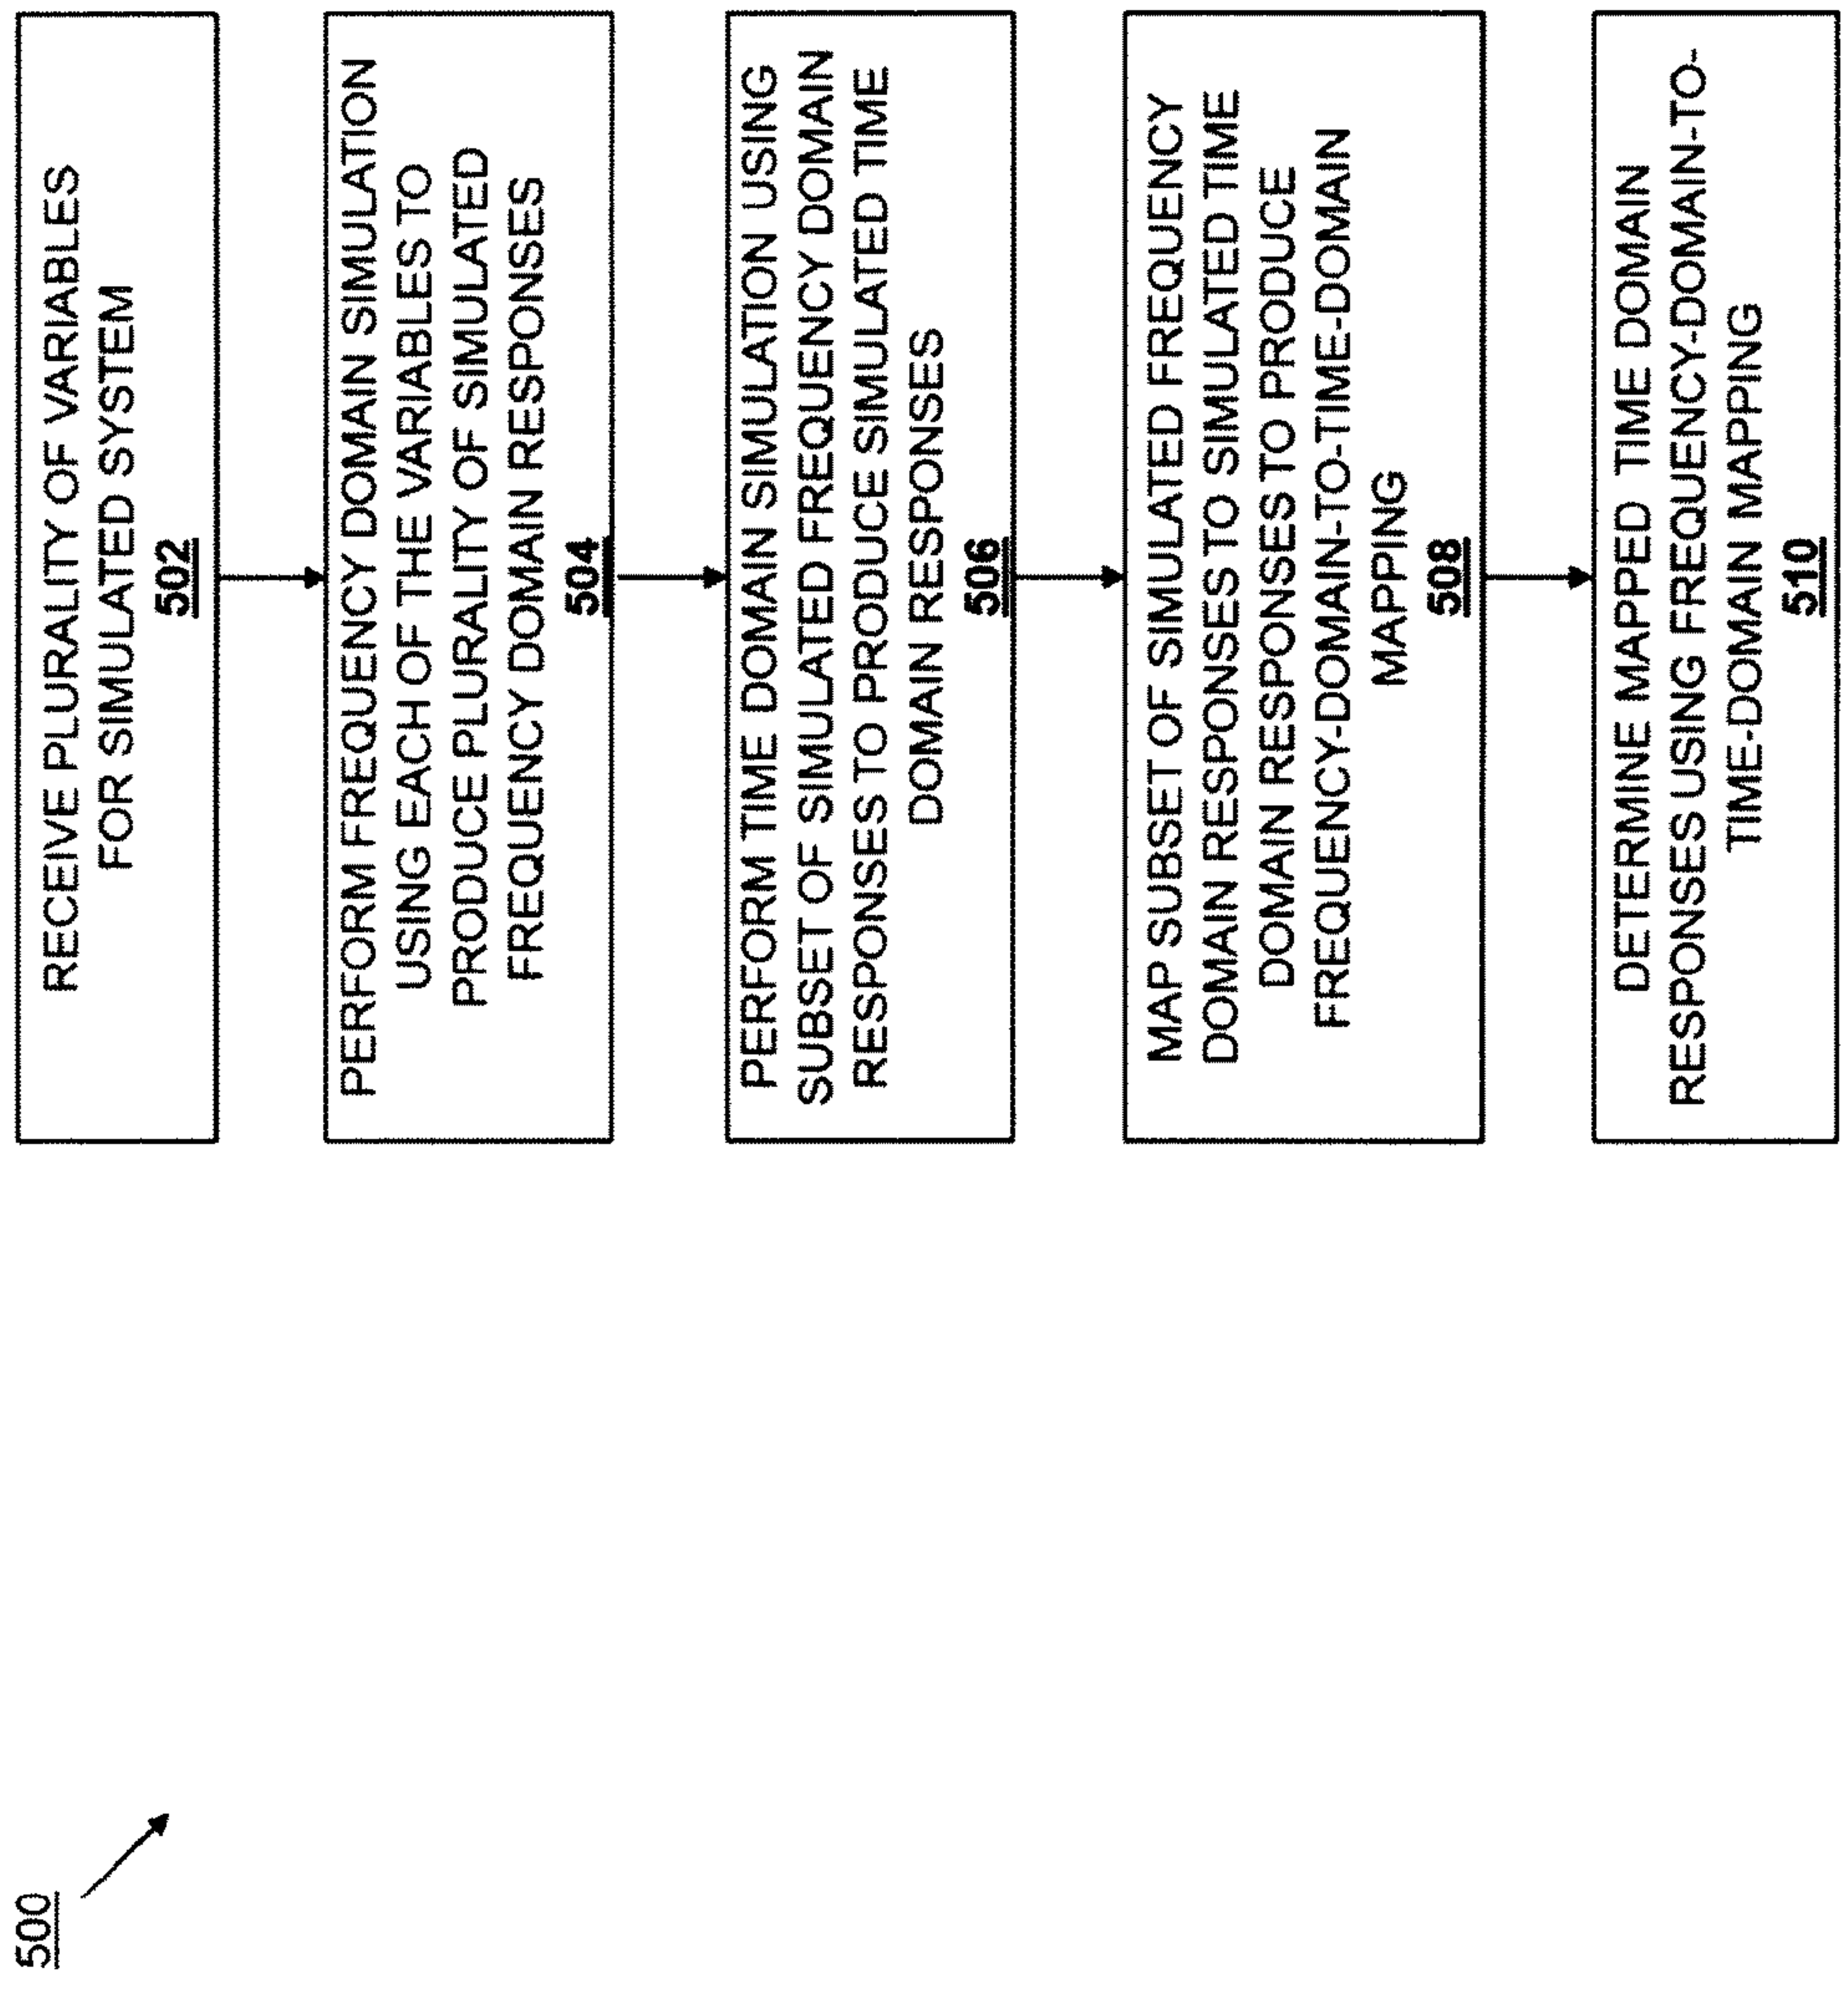 500
RECEIVE PLURALITY OF VARIABLES
FOR SIMULATED SYSTEM
502
PERFORM FREQUENCY DOMAIN SIMULATION
USING EACH OF THE VARIABLES TO
PRODUCE PLURALITY OF SIMULATED
FREQUENCY DOMAIN RESPONSES
504
PERFORM TIME DOMAIN SIMULATION USING
SUBSET OF SIMULATED FREQUENCY DOMAIN
RESPONSES TO PRODUCE SIMULATED TIME
DOMAIN RESPONSES
506
MAP SUBSET OF SIMULATED FREQUENCY
DOMAIN RESPONSES TO SIMULATED TIME
DOMAIN RESPONSES TO PRODUCE
FREQUENCY-DOMAIN-TO-TIME-DOMAIN
MAPPING
508
DETERMINE MAPPED TIME DOMAIN
RESPONSES USING FREQUENCY-DOMAIN-TO-
TIME-DOMAIN MAPPING
510